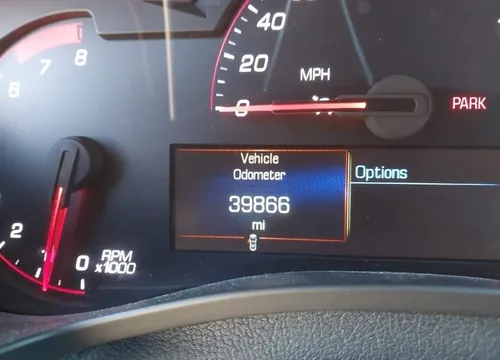 40
20
0
MPH
PARK
8
7
6
Vehicle
Odometer
39866
mi
Options
2
0
RPM
x1000